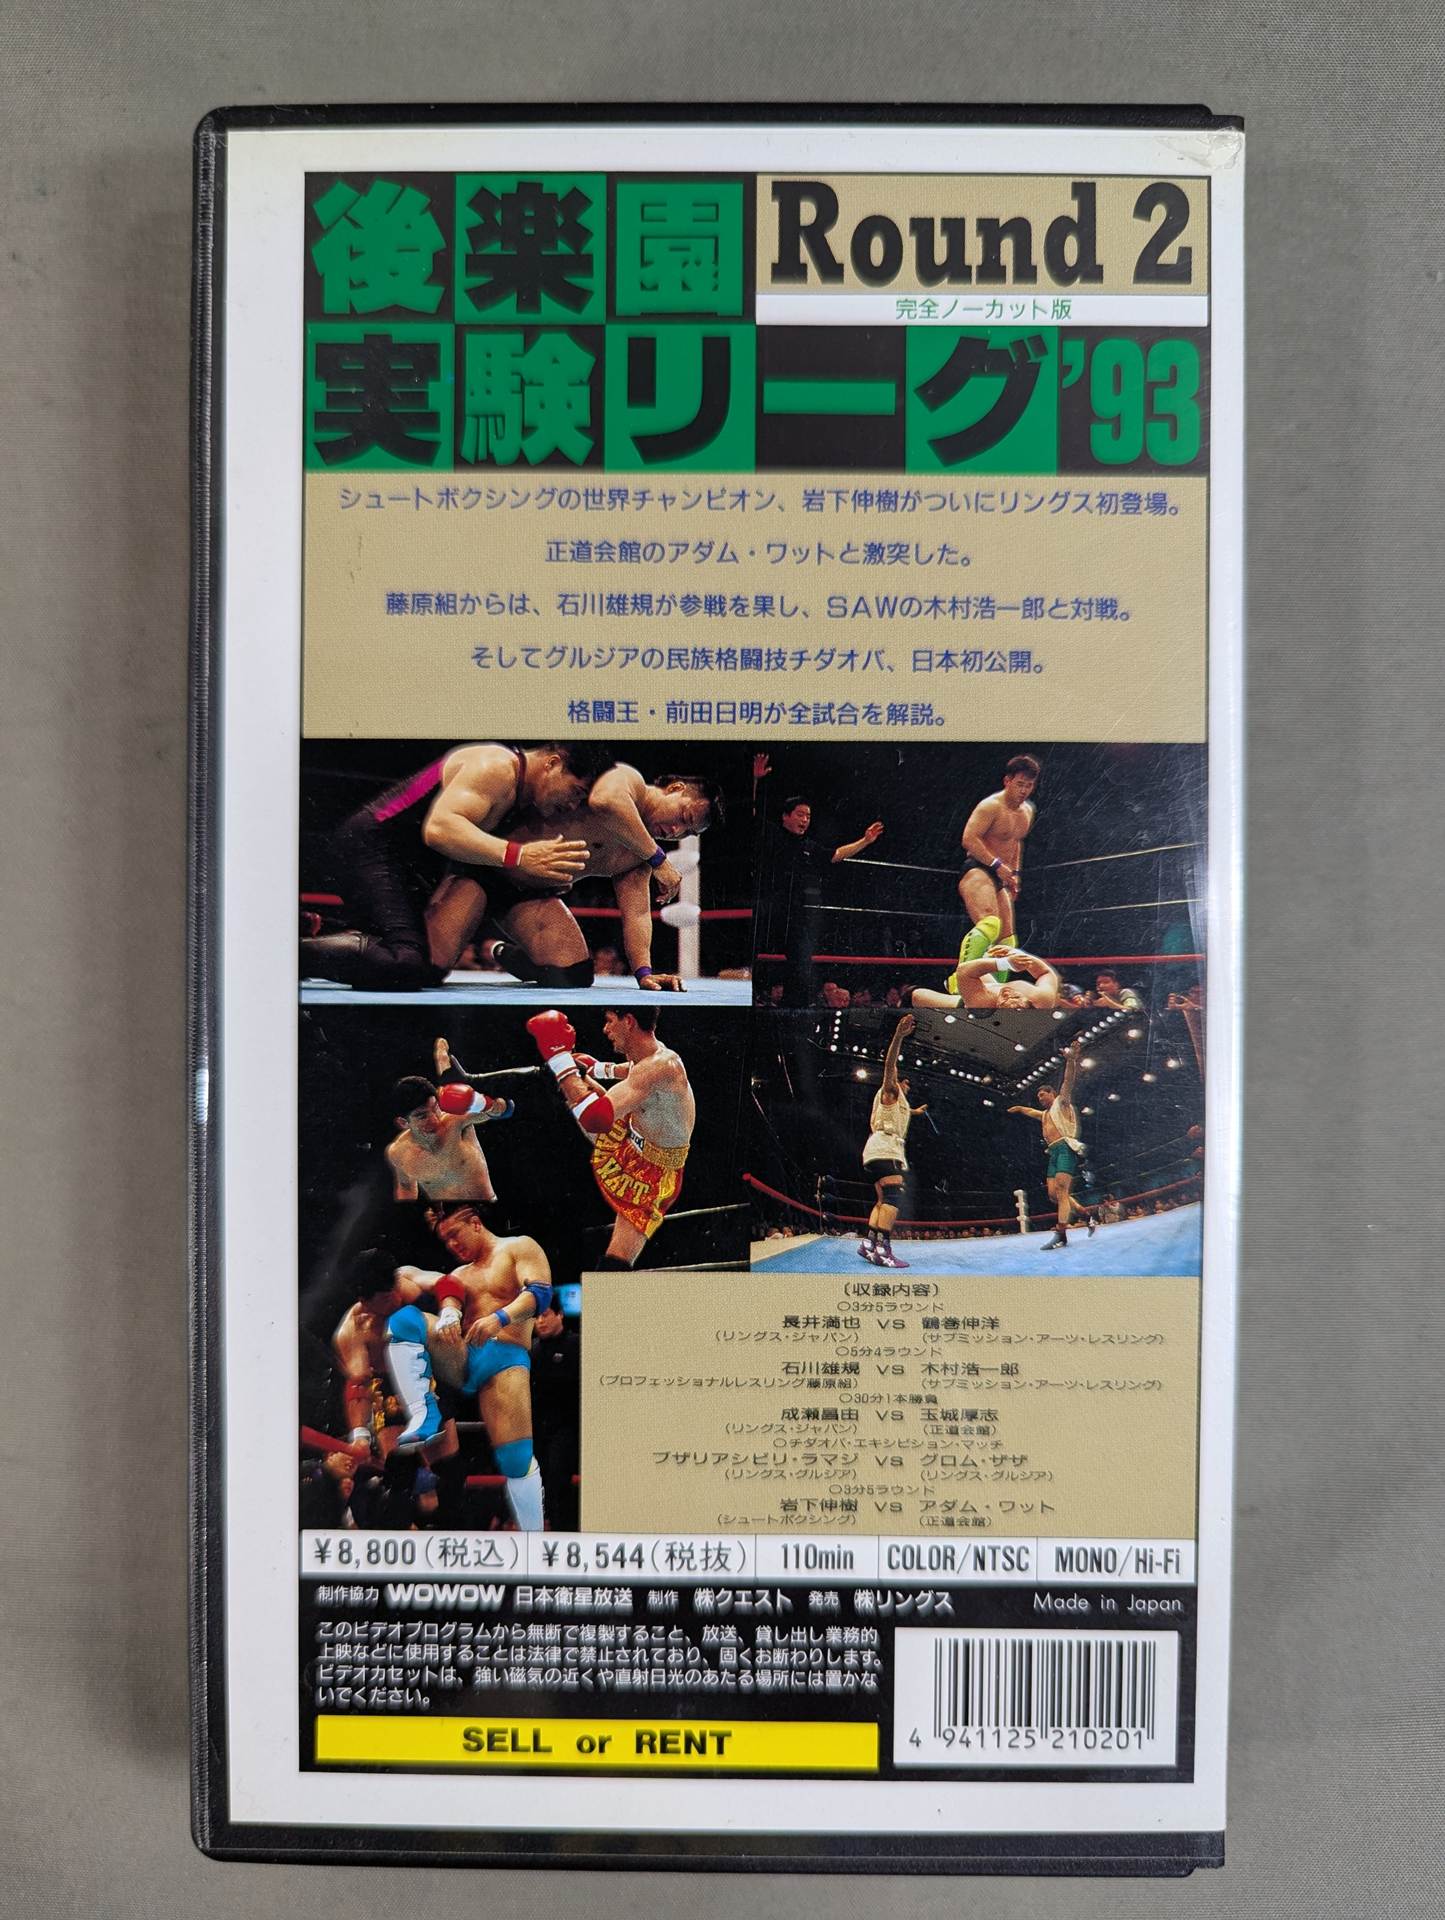 後楽園 Round 2
完全ノーカット版
実験リーグ'93
シュートボクシングの世界チャンピオン、岩下伸樹がついにリングス初登場。
正道会館のアダム・ワットと激突した。
藤原組からは、石川雄規が参戦を果し、SAWの木村浩一郎と対戦。
そしてグルジアの民族格闘技チダオバ、日本初公開。
格闘王・前田日明が全試合を解説。
WATT
〔収録内容〕
○3分5ラウンド
長井満也 VS 鶴巻伸洋
(リングス・ジャパン) (サブミッション・アーツ・レスリング)
○5分4ラウンド
石川雄規 VS 木村浩一郎
(プロフェッショナルレスリング藤原組) (サブミッション・アーツ・レスリング)
○30分1本勝負
成瀬昌由 VS 玉城厚志
(リングス・ジャパン) (正道会館)
○チダオバ・エキシビション・マッチ
ブザリアシビリ・ラマジ VS グロム・ザザ
(リングス・グルジア) (リングス・グルジア)
○3分5ラウンド
岩下伸樹 VS アダム・ワット
(シュートボクシング) (正道会館)
¥8,800(税込) ¥8,544(税抜) 110min COLOR/NTSC MONO/Hi-Fi
制作協力 WOWOW 日本衛星放送 制作 ㈱クエスト 発売 ㈱リングス Made in Japan
このビデオプログラムから無断で複製すること、放送、貸し出し業務的
上映などに使用することは法律で禁止されており、固くお断わりします。
ビデオカセットは、強い磁気の近くや直射日光のあたる場所には置かな
いでください。
SELL or RENT
4 941125 210201